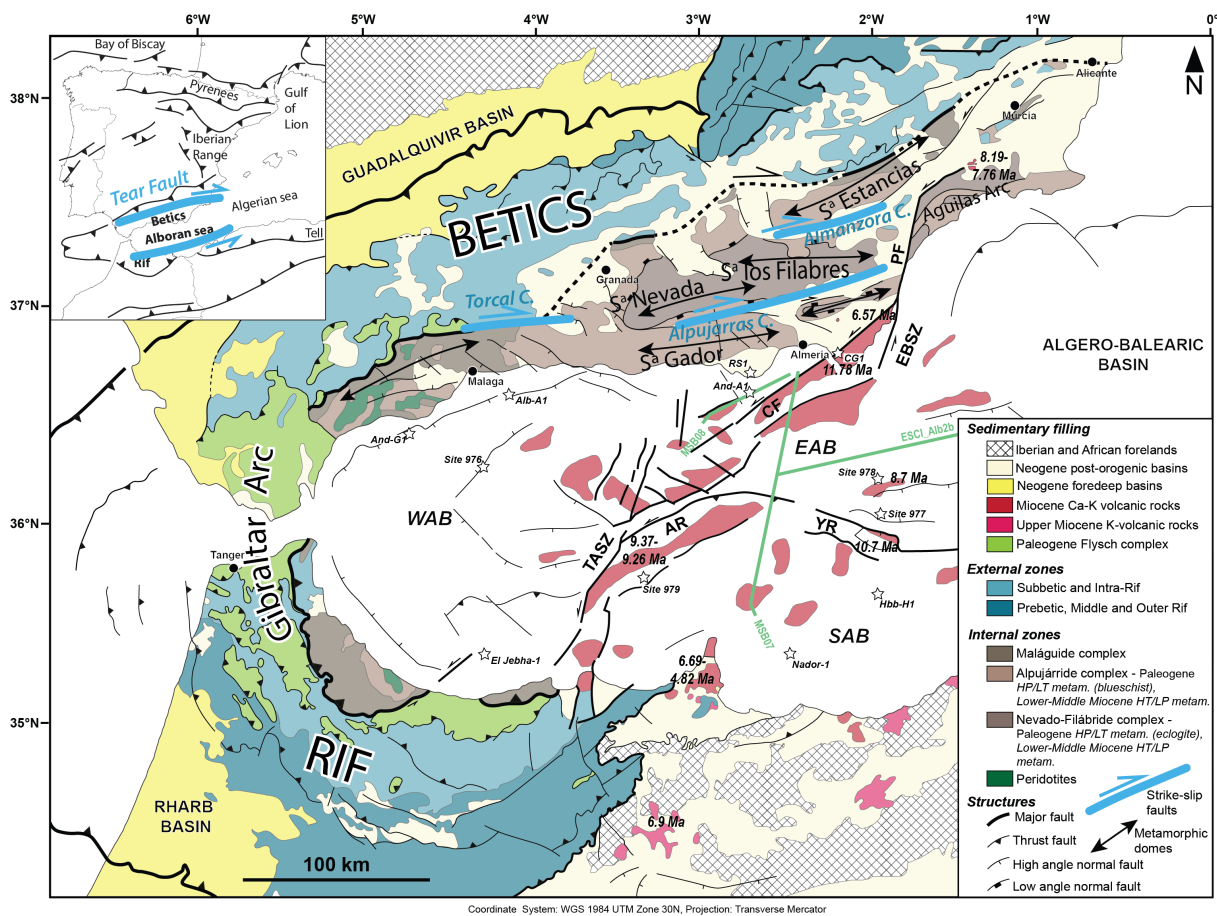 6°W
5°W
4°W
3°W
2°W
1°W
0°
38°N
37°N
36°N
35°N
N
Bay of Biscay
Pyrenees
Gulf
of
Lion
Iberian
Range
Tear Fault
Betics
Algerian sea
Alboran sea
Tell
Rif
GUADALQUIVIR BASIN
BETICS
Alicante
Murcia
8.19-
7.76 Ma
Sª Estancias
Aguilas Arc
Almanzora C.
PF
Sª los Filabres
Granada
Sª Nevada
Torcal C.
Alpujarras C.
6.57 Ma
Sª Gador
Almeria
CG1
11.78 Ma
EBSZ
RS1
And-A1
Malaga
Alb-A1
And-G1
CF
MSB08
ALGERO-BALEARIC
BASIN
Site 976
EAB
ESCI_Alb2b
Site 978
8.7 Ma
Site 977
WAB
AR
YR
10.7 Ma
TASZ
9.37-
9.26 Ma
Site 979
Hbb-H1
Gibraltar Arc
Tanger
MSB07
SAB
El Jebha-1
Nador-1
6.69-
4.82 Ma
RIF
RHARB
BASIN
6.9 Ma
100 km
Sedimentary filling
Iberian and African forelands
Neogene post-orogenic basins
Neogene foredeep basins
Miocene Ca-K volcanic rocks
Upper Miocene K-volcanic rocks
Paleogene Flysch complex
External zones
Subbetic and Intra-Rif
Prebetic, Middle and Outer Rif
Internal zones
Maláguide complex
Alpujárride complex - Paleogene
HP/LT metam. (blueschist),
Lower-Middle Miocene HT/LP metam.
Nevado-Filábride complex -
Paleogene HP/LT metam. (eclogite),
Lower-Middle Miocene HT/LP
metam.
Peridotites
Structures
Major fault
Thrust fault
High angle normal fault
Low angle normal fault
Strike-slip
faults
Metamorphic
domes
Coordinate System: WGS 1984 UTM Zone 30N, Projection: Transverse Mercator